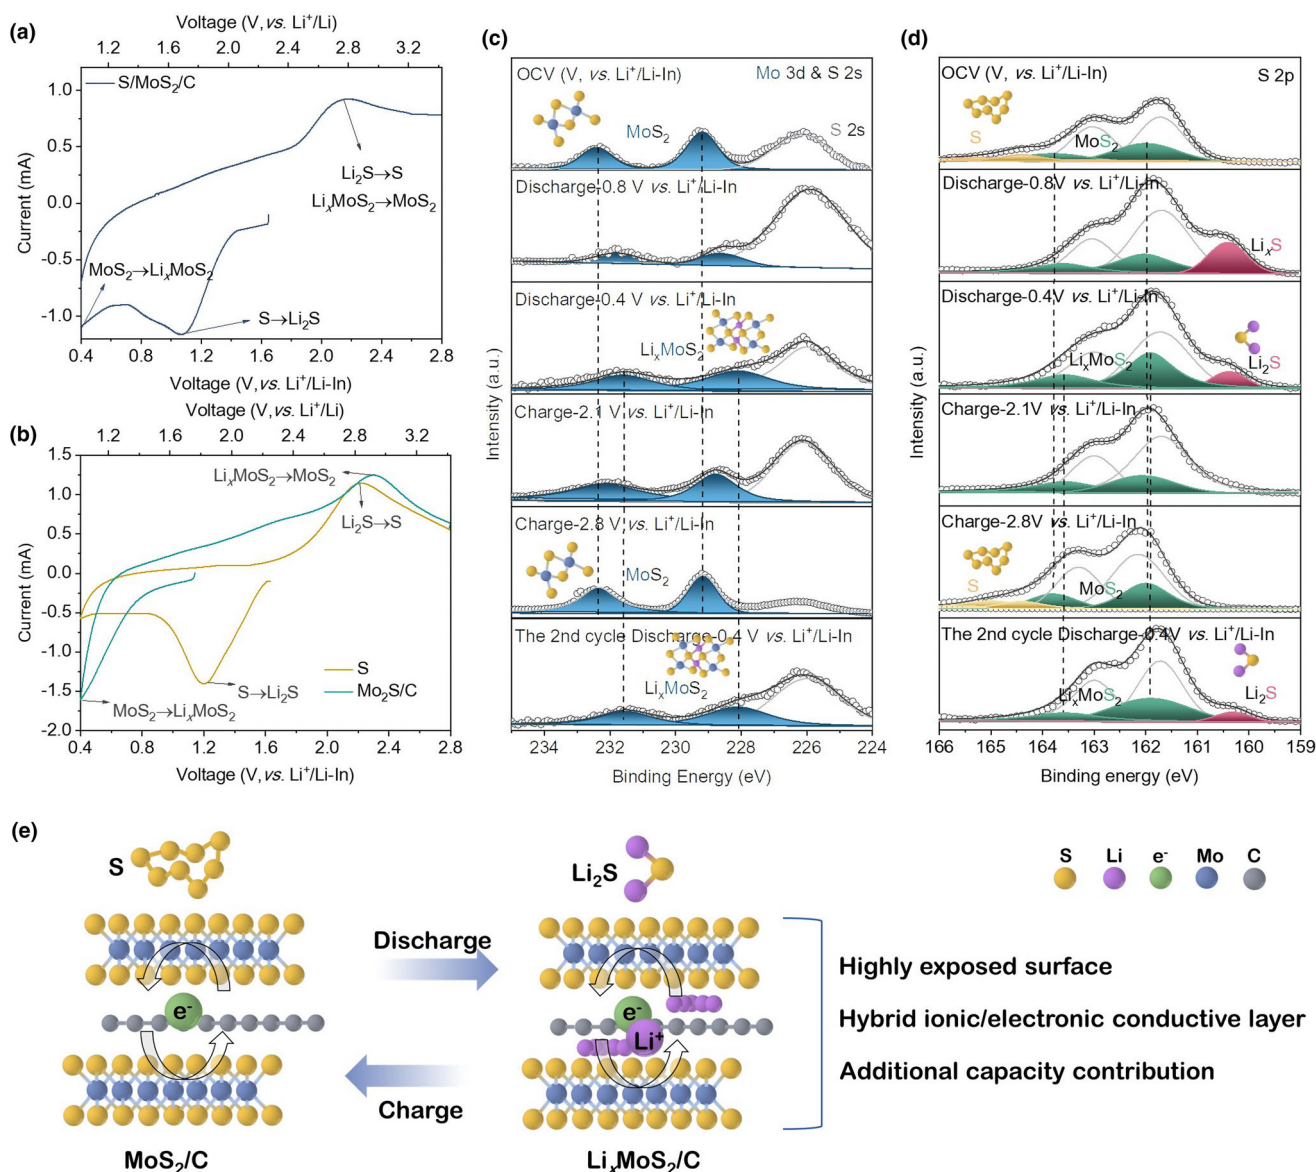 (a)
Voltage (V, vs. Li⁺/Li)
1.2 1.6 2.0 2.4 2.8 3.2
S/MoS₂/C
1.0
0.5
0.0
-0.5
-1.0
Current (mA)
Li₂S→S
LiₓMoS₂→MoS₂
MoS₂→LiₓMoS₂
S→Li₂S
0.4 0.8 1.2 1.6 2.0 2.4 2.8
Voltage (V, vs. Li⁺/Li-In)
(b)
Voltage (V, vs. Li⁺/Li)
1.2 1.6 2.0 2.4 2.8 3.2
1.5
1.0
0.5
0.0
-0.5
-1.0
-1.5
-2.0
Current (mA)
LiₓMoS₂→MoS₂
Li₂S→S
S→Li₂S
MoS₂→LiₓMoS₂
S
Mo₂S/C
0.4 0.8 1.2 1.6 2.0 2.4 2.8
Voltage (V, vs. Li⁺/Li-In)
(c)
OCV (V, vs. Li⁺/Li-In) Mo 3d & S 2s
MoS₂
S 2s
Discharge-0.8 V vs. Li⁺/Li-In
Discharge-0.4 V vs. Li⁺/Li-In
LiₓMoS₂
Charge-2.1 V vs. Li⁺/Li-In
Charge-2.8 V vs. Li⁺/Li-In
MoS₂
The 2nd cycle Discharge-0.4 V vs. Li⁺/Li-In
LiₓMoS₂
Intensity (a.u.)
234 232 230 228 226 224
Binding Energy (eV)
(d)
OCV (V, vs. Li⁺/Li-In) S 2p
S
MoS₂
Discharge-0.8V vs. Li⁺/Li-In
LiₓS
Discharge-0.4V vs. Li⁺/Li-In
LiₓMoS₂
Li₂S
Charge-2.1V vs. Li⁺/Li-In
Charge-2.8V vs. Li⁺/Li-In
S
MoS₂
The 2nd cycle Discharge-0.4V vs. Li⁺/Li-In
LiₓMoS₂
Li₂S
Intensity (a.u.)
166 165 164 163 162 161 160 159
Binding energy (eV)
(e)
S
Li₂S
S Li e⁻ Mo C
Discharge
Charge
e⁻
e⁻
Li⁺
Highly exposed surface
Hybrid ionic/electronic conductive layer
Additional capacity contribution
MoS₂/C
LiₓMoS₂/C